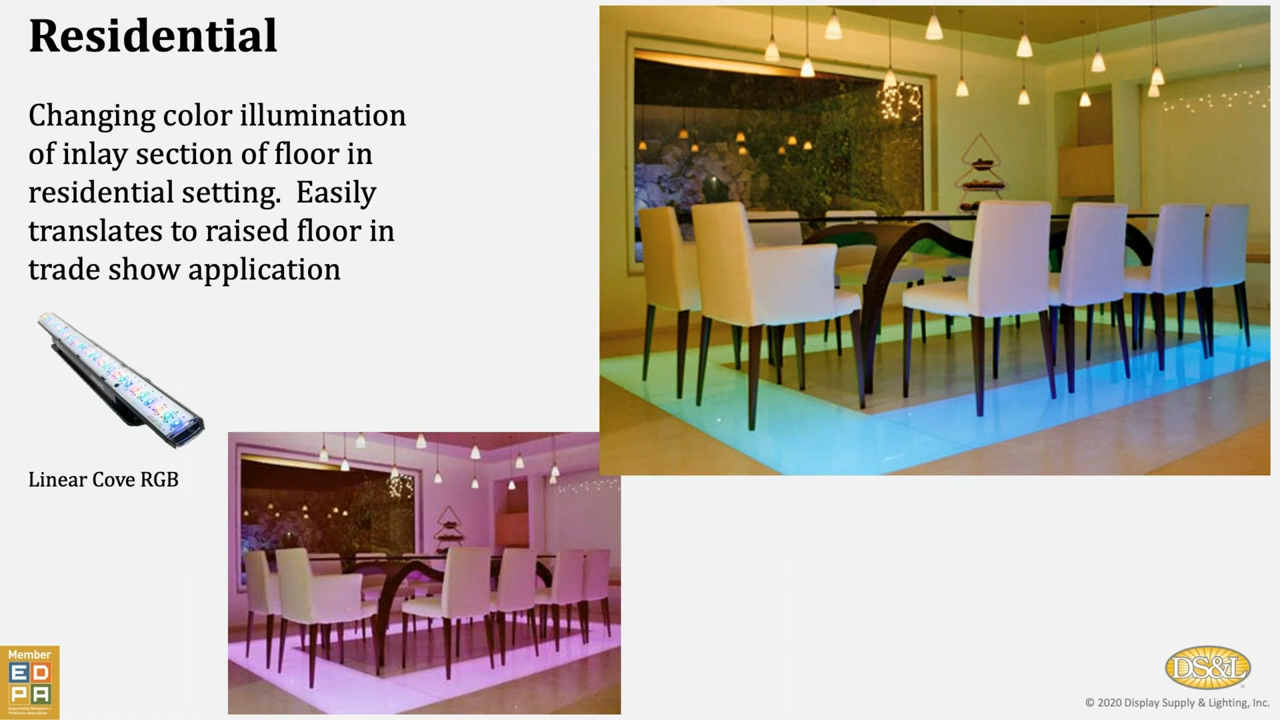 Residential
Changing color illumination
of inlay section of floor in
residential setting.  Easily
translates to raised floor in
trade show application
Linear Cove RGB
Member
ED
PA
DS&L
© 2020 Display Supply & Lighting, Inc.